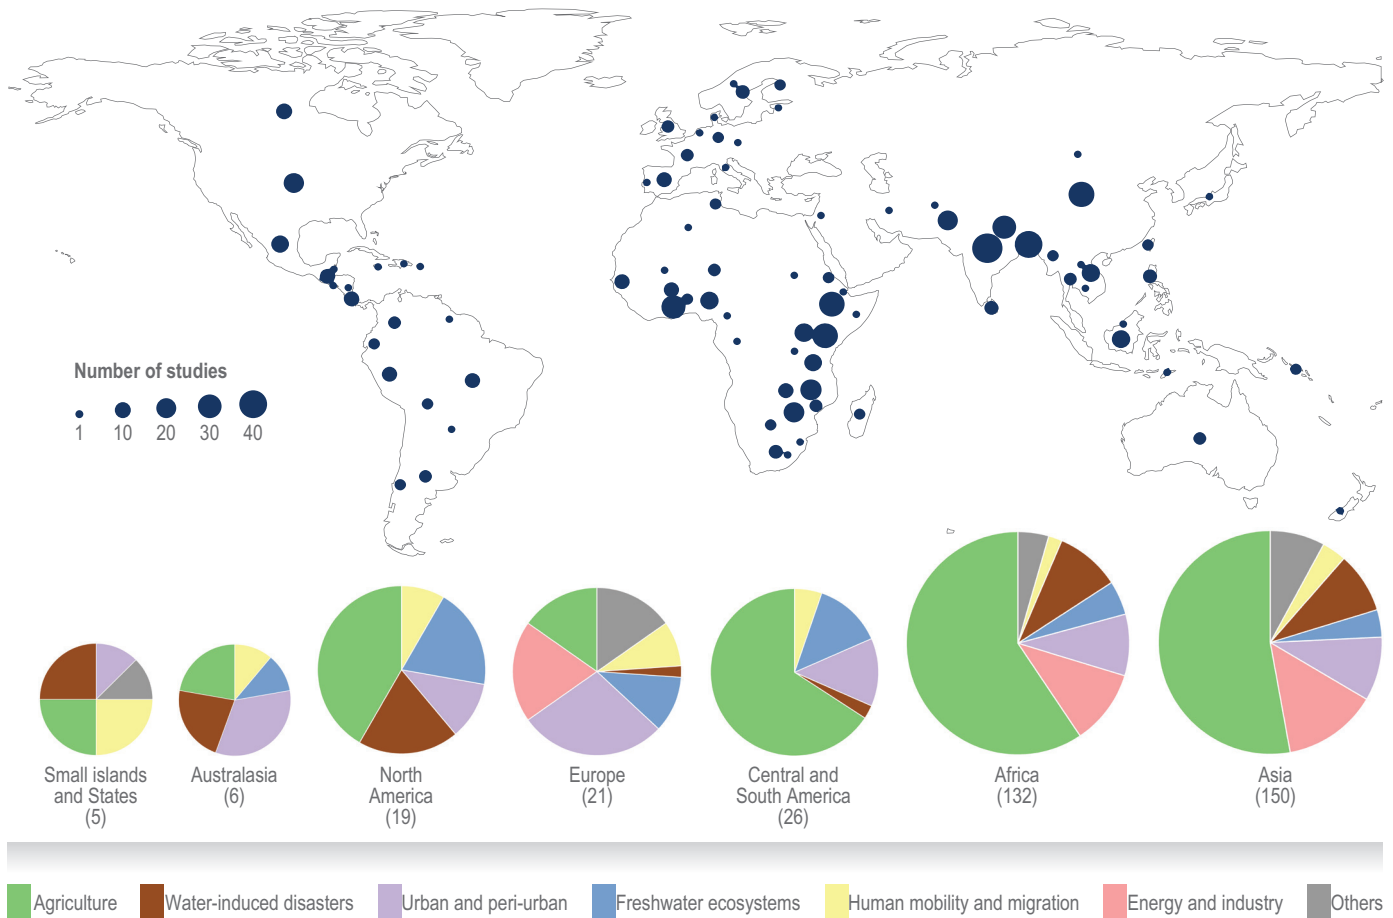 Number of studies
1 10 20 30 40
Small islands
and States
(5)
Australasia
(6)
North
America
(19)
Europe
(21)
Central and
South America
(26)
Africa
(132)
Asia
(150)
Agriculture
Water-induced disasters
Urban and peri-urban
Freshwater ecosystems
Human mobility and migration
Energy and industry
Others